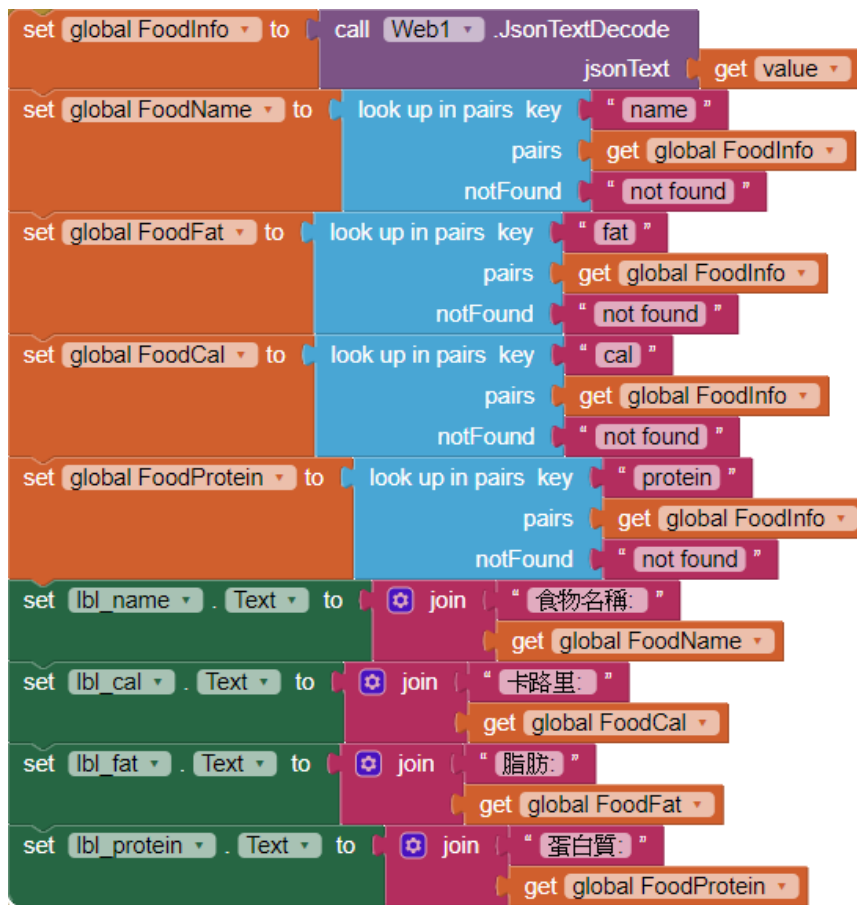 set global FoodInfo to call Web1 .JsonTextDecode
jsonText get value
set global FoodName to look up in pairs key " name "
pairs get global FoodInfo
notFound " not found "
set global FoodFat to look up in pairs key " fat "
pairs get global FoodInfo
notFound " not found "
set global FoodCal to look up in pairs key " cal "
pairs get global FoodInfo
notFound " not found "
set global FoodProtein to look up in pairs key " protein "
pairs get global FoodInfo
notFound " not found "
set lbl_name . Text to join " 食物名稱: "
get global FoodName
set lbl_cal . Text to join " 卡路里: "
get global FoodCal
set lbl_fat . Text to join " 脂肪: "
get global FoodFat
set lbl_protein . Text to join " 蛋白質: "
get global FoodProtein